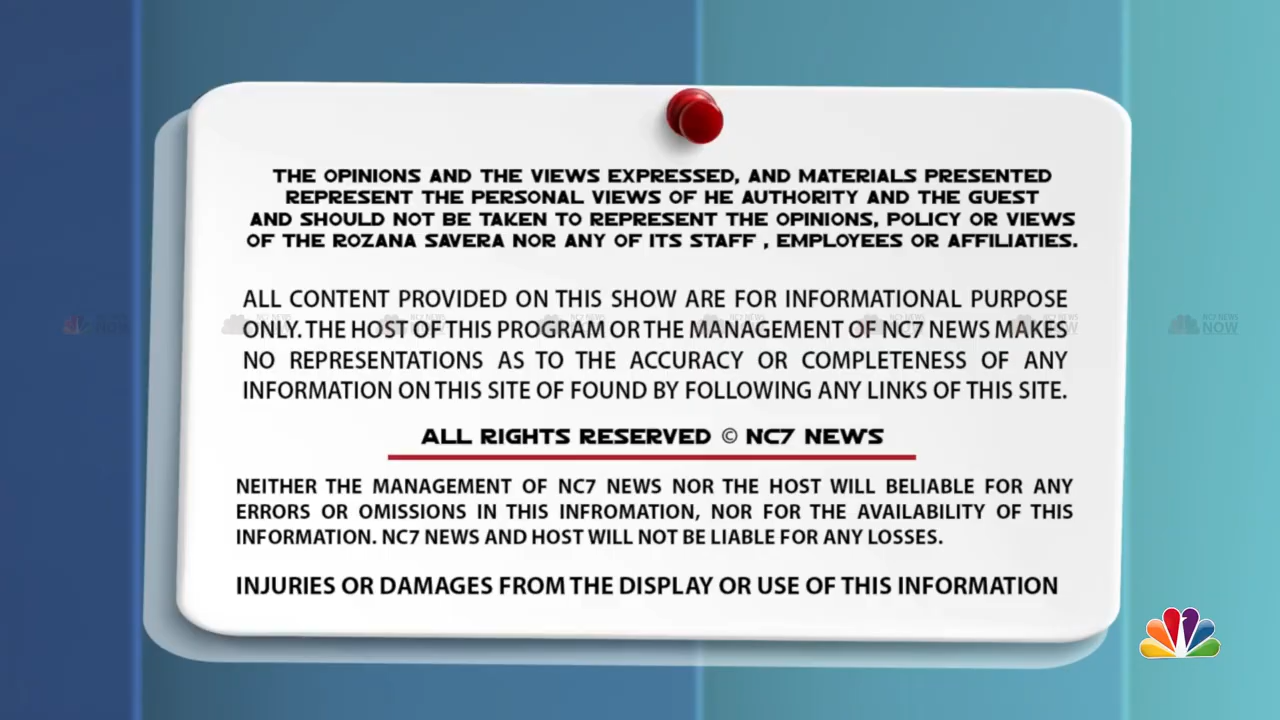 THE OPINIONS AND THE VIEWS EXPRESSED, AND MATERIALS PRESENTED
REPRESENT THE PERSONAL VIEWS OF HE AUTHORITY AND THE GUEST
AND SHOULD NOT BE TAKEN TO REPRESENT THE OPINIONS, POLICY OR VIEWS
OF THE ROZANA SAVERA NOR ANY OF ITS STAFF , EMPLOYEES OR AFFILIATIES.
ALL CONTENT PROVIDED ON THIS SHOW ARE FOR INFORMATIONAL PURPOSE
ONLY. THE HOST OF THIS PROGRAM OR THE MANAGEMENT OF NC7 NEWS MAKES
NO REPRESENTATIONS AS TO THE ACCURACY OR COMPLETENESS OF ANY
INFORMATION ON THIS SITE OF FOUND BY FOLLOWING ANY LINKS OF THIS SITE.
NC7 NEWS
NOW
ALL RIGHTS RESERVED © NC7 NEWS
NEITHER THE MANAGEMENT OF NC7 NEWS NOR THE HOST WILL BELIABLE FOR ANY
ERRORS OR OMISSIONS IN THIS INFROMATION, NOR FOR THE AVAILABILITY OF THIS
INFORMATION. NC7 NEWS AND HOST WILL NOT BE LIABLE FOR ANY LOSSES.
INJURIES OR DAMAGES FROM THE DISPLAY OR USE OF THIS INFORMATION